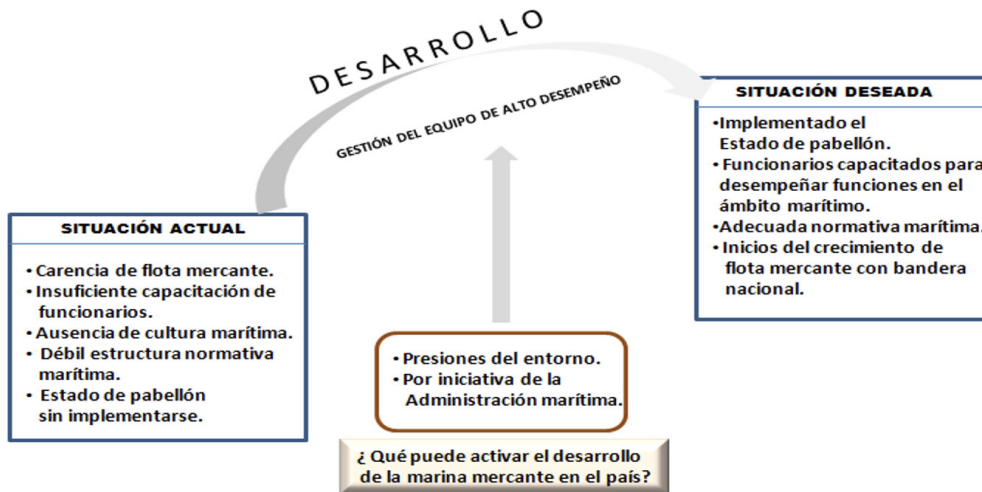 DESARROLLO
GESTIÓN DEL EQUIPO DE ALTO DESEMPEÑO
SITUACIÓN ACTUAL
• Carencia de flota mercante.
• Insuficiente capacitación de
funcionarios.
• Ausencia de cultura marítima.
• Débil estructura normativa
marítima.
• Estado de pabellón
sin implementarse.
• Presiones del entorno.
• Por iniciativa de la
Administración marítima.
¿ Qué puede activar el desarrollo
de la marina mercante en el país?
SITUACIÓN DESEADA
•Implementado el
Estado de pabellón.
• Funcionarios capacitados para
desempeñar funciones en el
ámbito marítimo.
•Adecuada normativa marítima.
• Inicios del crecimiento de
flota mercante con bandera
nacional.